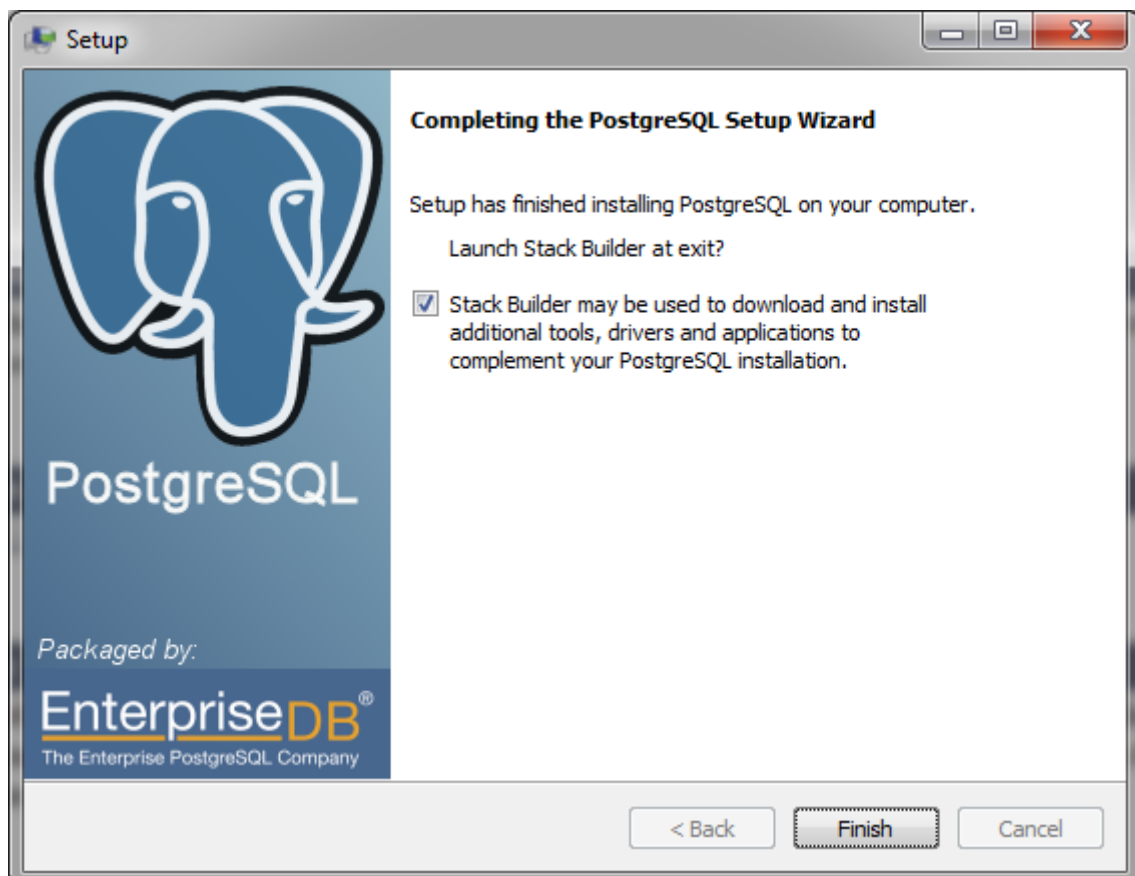 Setup
Completing the PostgreSQL Setup Wizard
Setup has finished installing PostgreSQL on your computer.
Launch Stack Builder at exit?
Stack Builder may be used to download and install
additional tools, drivers and applications to
complement your PostgreSQL installation.
PostgreSQL
Packaged by:
EnterpriseDB®
The Enterprise PostgreSQL Company
< Back
Finish
Cancel